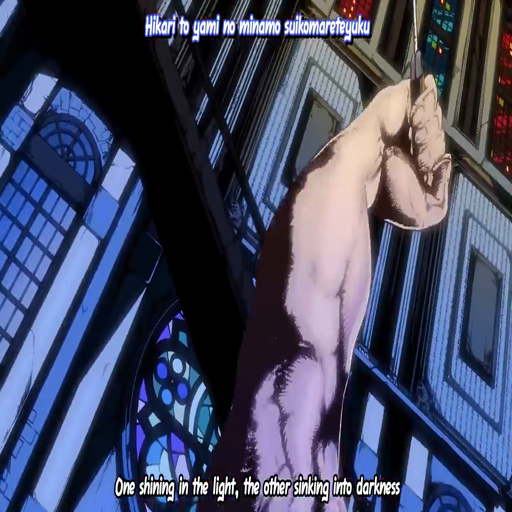 Hikari to yami no minamo suikomareteyuku
One shining in the light, the other sinking into darkness